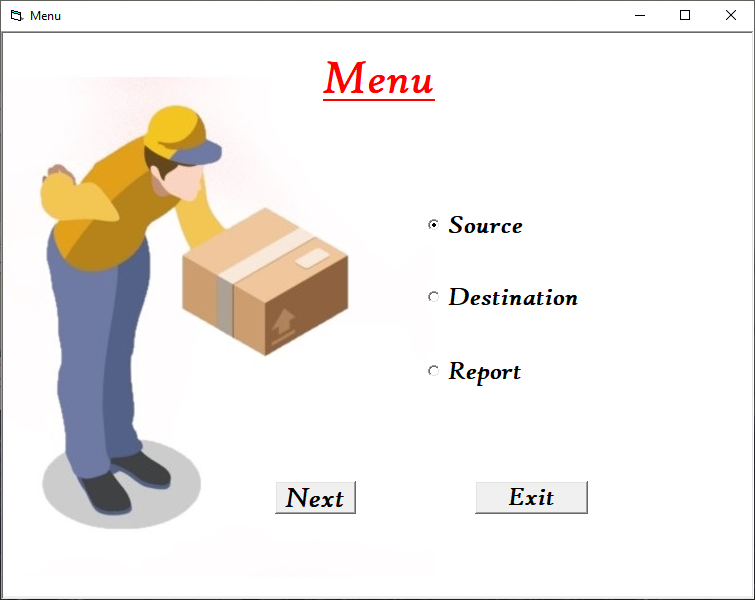 Menu
Menu
Source
Destination
Report
Next
Exit